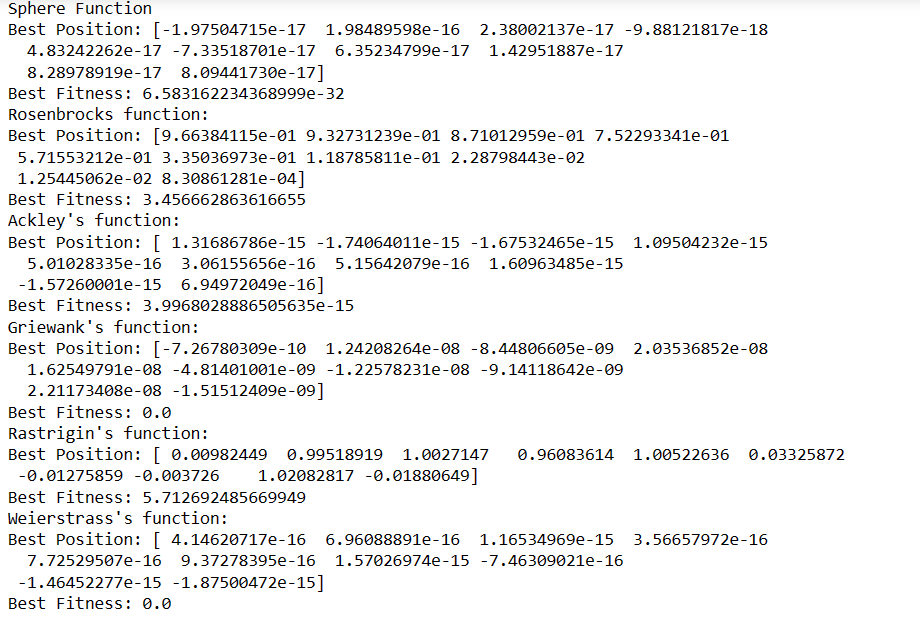 Sphere Function
Best Position: [-1.97504715e-17  1.98489598e-16  2.38002137e-17 -9.88121817e-18
  4.83242262e-17 -7.33518701e-17  6.35234799e-17  1.42951887e-17
  8.28978919e-17  8.09441730e-17]
Best Fitness: 6.583162234368999e-32
Rosenbrocks function:
Best Position: [9.66384115e-01 9.32731239e-01 8.71012959e-01 7.52293341e-01
 5.71553212e-01 3.35036973e-01 1.18785811e-01 2.28798443e-02
 1.25445062e-02 8.30861281e-04]
Best Fitness: 3.456662863616655
Ackley's function:
Best Position: [ 1.31686786e-15 -1.74064011e-15 -1.67532465e-15  1.09504232e-15
  5.01028335e-16  3.06155656e-16  5.15642079e-16  1.60963485e-15
 -1.57260001e-15  6.94972049e-16]
Best Fitness: 3.9968028886505635e-15
Griewank's function:
Best Position: [-7.26780309e-10  1.24208264e-08 -8.44806605e-09  2.03536852e-08
  1.62549791e-08 -4.81401001e-09 -1.22578231e-08 -9.14118642e-09
  2.21173408e-08 -1.51512409e-09]
Best Fitness: 0.0
Rastrigin's function:
Best Position: [ 0.00982449  0.99518919  1.0027147   0.96083614  1.00522636  0.03325872
 -0.01275859 -0.003726    1.02082817 -0.01880649]
Best Fitness: 5.712692485669949
Weierstrass's function:
Best Position: [ 4.14620717e-16  6.96088891e-16  1.16534969e-15  3.56657972e-16
  7.72529507e-16  9.37278395e-16  1.57026974e-15 -7.46309021e-16
 -1.46452277e-15 -1.87500472e-15]
Best Fitness: 0.0